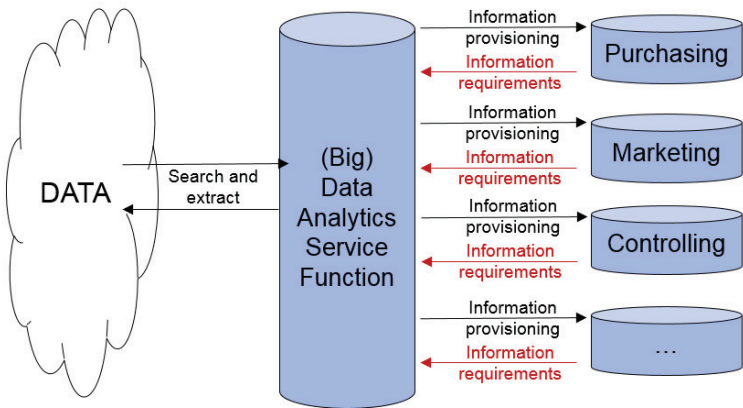 DATA
Search and
extract
(Big)
Data
Analytics
Service
Function
Information
provisioning
Information
requirements
Purchasing
Information
provisioning
Information
requirements
Marketing
Information
provisioning
Information
requirements
Controlling
Information
provisioning
Information
requirements
...